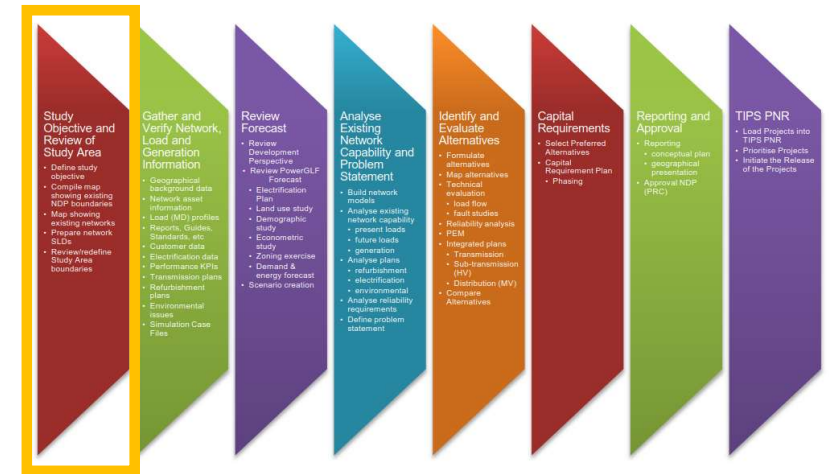 Study
Objective and
Review of
Study Area
• Define study
objective
• Compile map
showing existing
NDP boundaries
• Map showing
existing networks
• Prepare network
SLDs
• Review/redefine
Study Area
boundaries
Gather and
Verify Network,
Load and
Generation
Information
• Geographical
background data
• Network asset
information
• Load (MD) profiles
• Reports, Guides,
Standards, etc
• Customer data
• Electrification data
• Performance KPIs
• Transmission plans
• Refurbishment
plans
• Environmental
issues
• Simulation Case
Files
Review
Forecast
• Review
Development
Perspective
• Review PowerGLF
Forecast
• Electrification
Plan
• Land use study
• Demographic
study
• Econometric
study
• Zoning exercise
• Demand &
energy forecast
• Scenario creation
Analyse
Existing
Network
Capability and
Problem
Statement
• Build network
models
• Analyse existing
network capability
• present loads
• future loads
• generation
• Analyse plans
• refurbishment
• electrification
• environmental
• Analyse reliability
requirements
• Define problem
statement
Identify and
Evaluate
Alternatives
• Formulate
alternatives
• Map alternatives
• Technical
evaluation
• load flow
• fault studies
• Reliability analysis
• PEM
• Integrated plans
• Transmission
• Sub-transmission
(HV)
• Distribution (MV)
• Compare
Alternatives
Capital
Requirements
• Select Preferred
Alternatives
• Capital
Requirement Plan
• Phasing
Reporting and
Approval
• Reporting
• conceptual plan
• geographical
presentation
• Approval NDP
(PRC)
TIPS PNR
• Load Projects into
TIPS PNR
• Prioritise Projects
• Initiate the Release
of the Projects